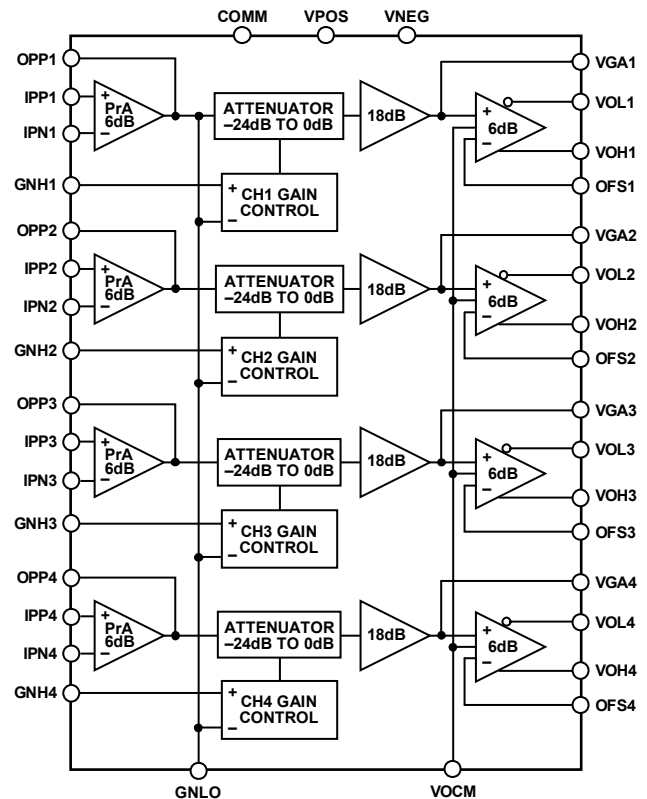 COMM VPOS VNEG
OPP1
IPP1
IPN1
GNH1
+
PrA
6dB
–
ATTENUATOR
–24dB TO 0dB
+
CH1 GAIN
–
CONTROL
18dB
+
6dB
–
VGA1
VOL1
VOH1
OFS1
OPP2
IPP2
IPN2
GNH2
+
PrA
6dB
–
ATTENUATOR
–24dB TO 0dB
+
CH2 GAIN
–
CONTROL
18dB
+
6dB
–
VGA2
VOL2
VOH2
OFS2
OPP3
IPP3
IPN3
GNH3
+
PrA
6dB
–
ATTENUATOR
–24dB TO 0dB
+
CH3 GAIN
–
CONTROL
18dB
+
6dB
–
VGA3
VOL3
VOH3
OFS3
OPP4
IPP4
IPN4
GNH4
+
PrA
6dB
–
ATTENUATOR
–24dB TO 0dB
+
CH4 GAIN
–
CONTROL
18dB
+
6dB
–
VGA4
VOL4
VOH4
OFS4
GNLO VOCM